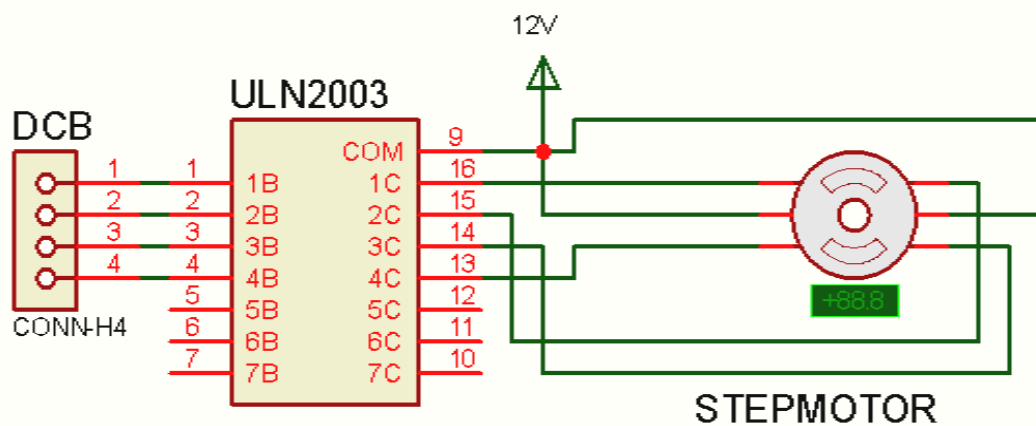 12V
ULN2003
DCB
1 1 1B COM 9
2 2 2B 1C 16
3 3 3B 2C 15
4 4 4B 3C 14
5 5B 4C 13
6 6B 5C 12
7 7B 6C 11
7C 10
CONN-H4
+88.8
STEPMOTOR